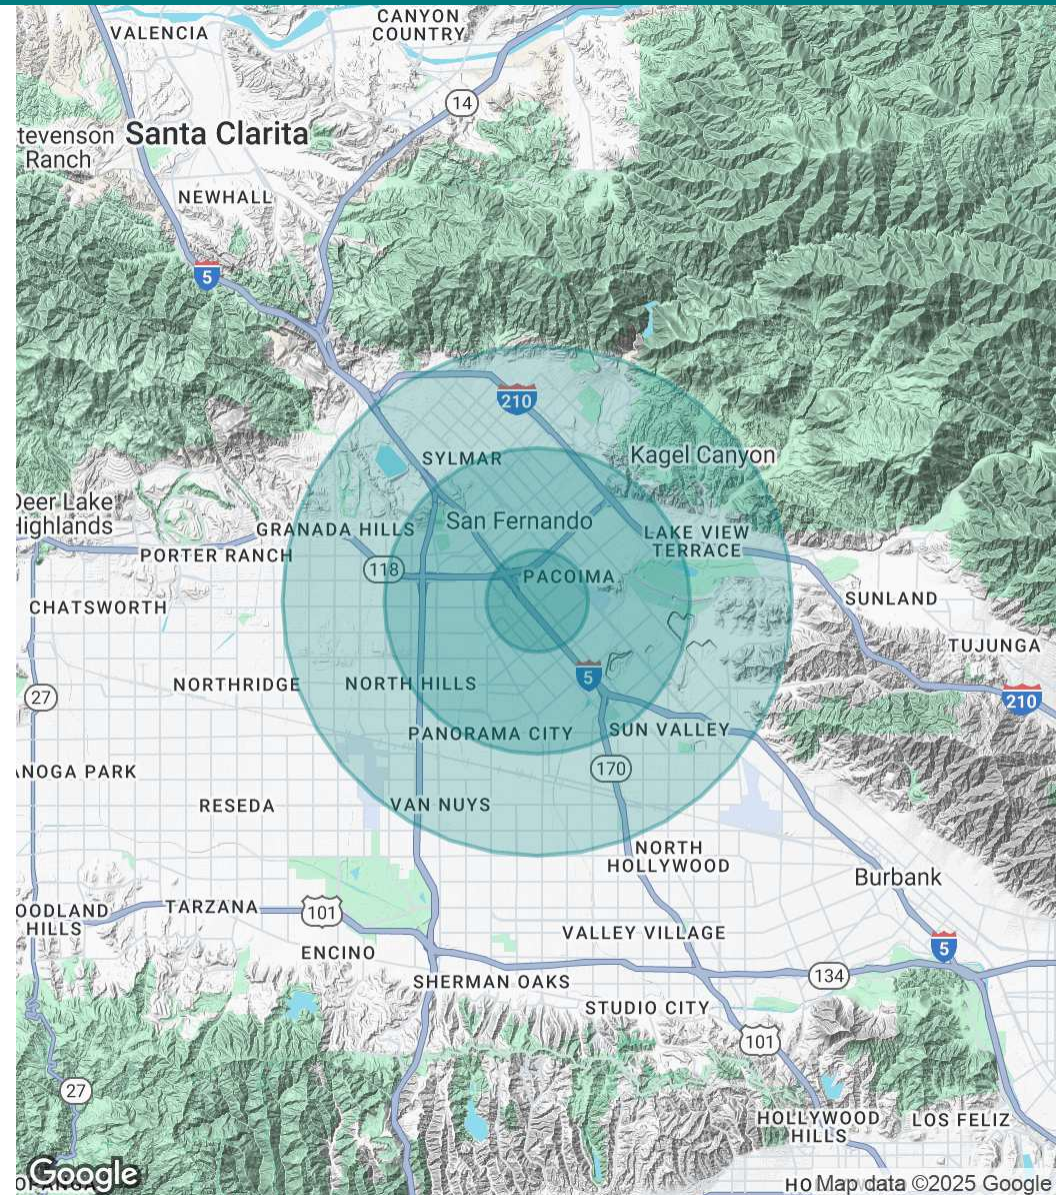 VALENCIA
CANYON
COUNTRY
14
tevenson
Ranch
Santa Clarita
NEWHALL
5
210
SYLMAR
Kagel Canyon
Deer Lake
Highlands
San Fernando
GRANADA HILLS
LAKE VIEW
TERRACE
PORTER RANCH
118
PACOIMA
CHATSWORTH
SUNLAND
TUJUNGA
27
NORTHRIDGE
NORTH HILLS
5
210
PANORAMA CITY
SUN VALLEY
ANOGA PARK
170
RESEDA
VAN NUYS
NORTH
HOLLYWOOD
Burbank
OODLAND
HILLS
TARZANA
101
VALLEY VILLAGE
ENCINO
5
SHERMAN OAKS
134
STUDIO CITY
101
27
HOLLYWOOD
HILLS
LOS FELIZ
Google
Map data ©2025 Google